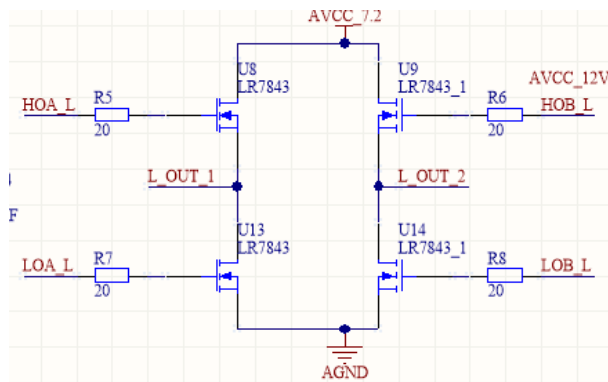 AVCC_7.2
U8
LR7843
U9
LR7843_1
AVCC_12V
HOA_L
R5
20
R6
20
HOB_L
L_OUT_1
L_OUT_2
F
U13
LR7843
U14
LR7843_1
LOA_L
R7
20
R8
20
LOB_L
AGND